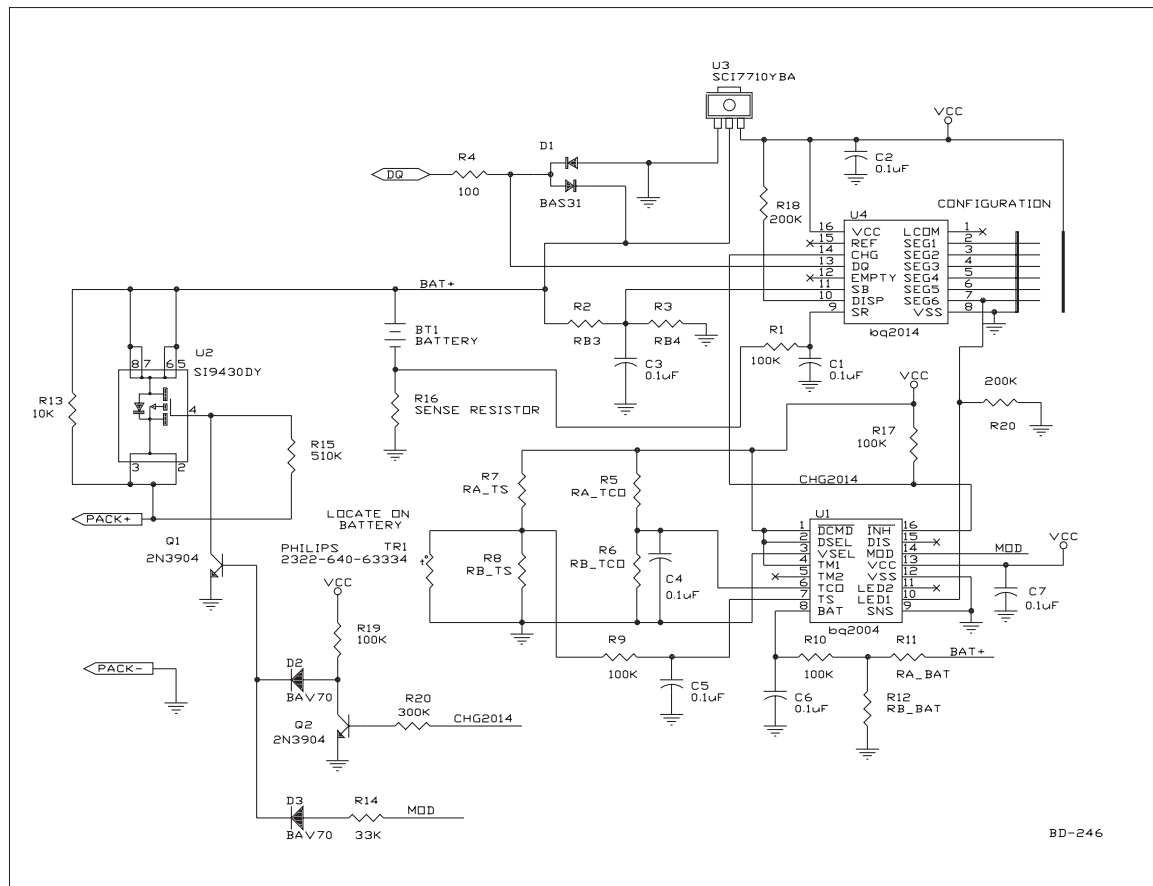 U3
SCI7710YBA
VCC
D1
R4
DQ
100
BAS31
C2
0.1uF
R18
200K
CONFIGURATION
U4
16 VCC LCOM 1
15 REF SEG1 2
14 CHG SEG2 3
13 DQ SEG3 4
12 EMPTY SEG4 5
11 SB SEG5 6
10 DISP SEG6 7
9 SR VSS 8
bq2014
BAT+
R2
RB3
R3
RB4
BT1
BATTERY
C3
0.1uF
R1
100K
C1
0.1uF
U2
SI9430DY
8 7 6 5
4
3 2
R13
10K
R15
510K
R16
SENSE RESISTOR
VCC
200K
R20
R17
100K
PACK+
R7
RA_TS
R5
RA_TCO
CHG2014
LOCATE ON
BATTERY
PHILIPS TR1
2322-640-63334
t°
R8
RB_TS
R6
RB_TCO
C4
0.1uF
U1
1 DCMD INH 16
2 DSEL DIS 15
3 VSEL MOD 14
4 TM1 VCC 13
5 TM2 VSS 12
6 TCO LED2 11
7 TS LED1 10
8 BAT SNS 9
bq2004
MOD
VCC
C7
0.1uF
Q1
2N3904
VCC
R19
100K
R9
100K
C5
0.1uF
R10
100K
R11
RA_BAT
BAT+
C6
0.1uF
R12
RB_BAT
PACK-
D2
BAV70
Q2
2N3904
R20
300K
CHG2014
D3
BAV70
R14
33K
MOD
BD-246